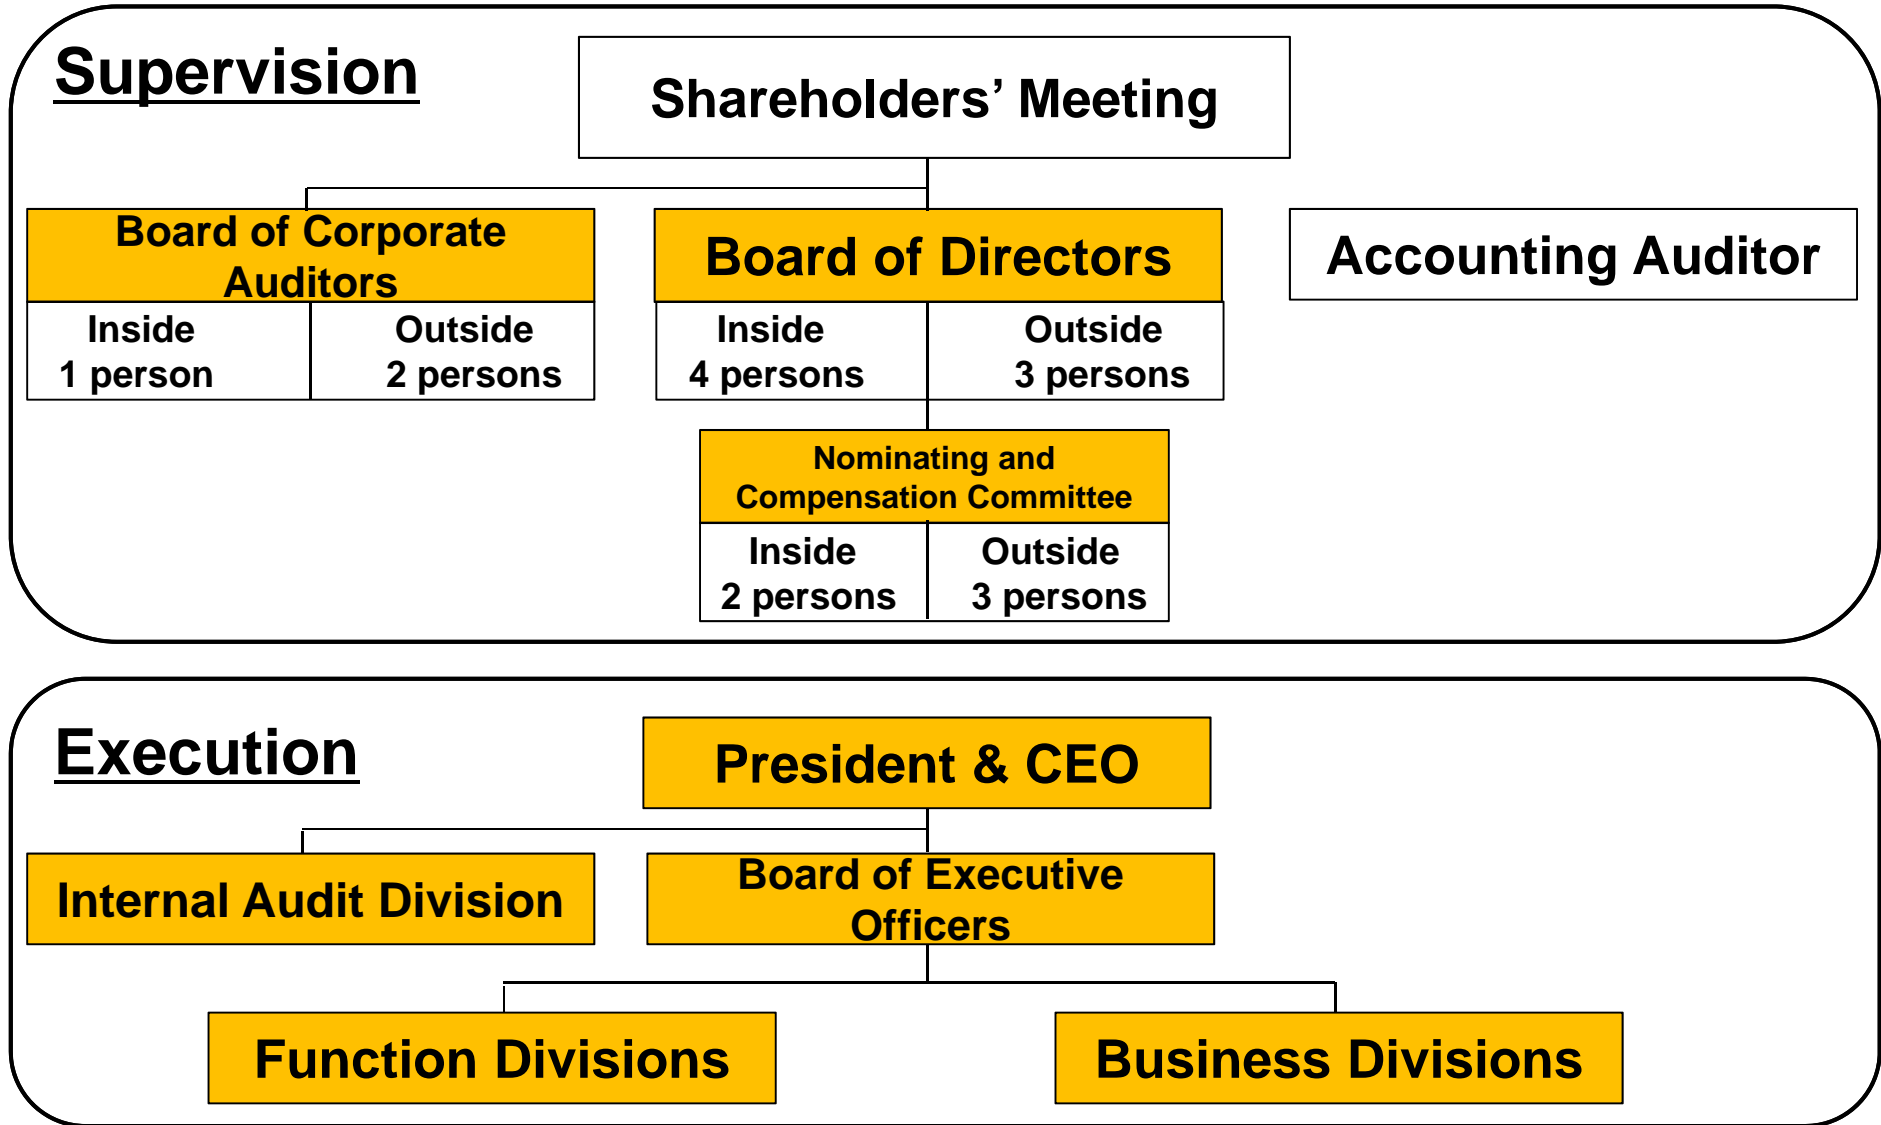 Supervision
Shareholders’ Meeting
Board of Corporate
Auditors
Inside
1 person
Outside
2 persons
Board of Directors
Inside
4 persons
Outside
3 persons
Accounting Auditor
Nominating and
Compensation Committee
Inside
2 persons
Outside
3 persons
Execution
President & CEO
Internal Audit Division
Board of Executive
Officers
Function Divisions
Business Divisions